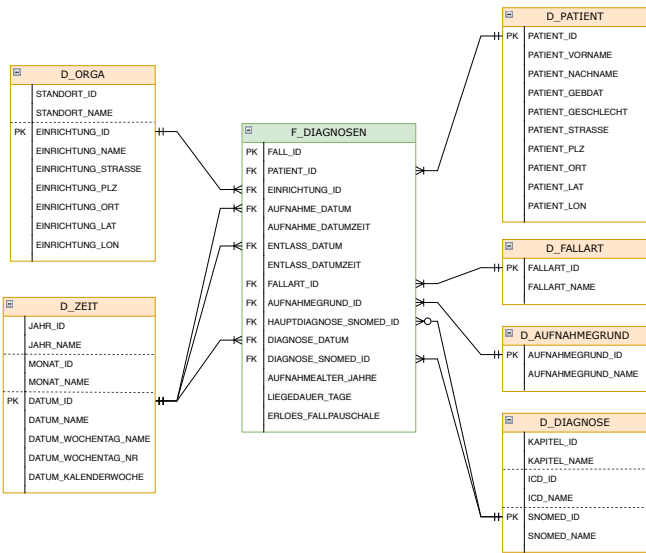 D_ORGA
STANDORT_ID
STANDORT_NAME
PK EINRICHTUNG_ID
EINRICHTUNG_NAME
EINRICHTUNG_STRASSE
EINRICHTUNG_PLZ
EINRICHTUNG_ORT
EINRICHTUNG_LAT
EINRICHTUNG_LON
D_ZEIT
JAHR_ID
JAHR_NAME
MONAT_ID
MONAT_NAME
PK DATUM_ID
DATUM_NAME
DATUM_WOCHENTAG_NAME
DATUM_WOCHENTAG_NR
DATUM_KALENDERWOCHE
F_DIAGNOSEN
PK FALL_ID
FK PATIENT_ID
FK EINRICHTUNG_ID
FK AUFNAHME_DATUM
AUFNAHME_DATUMZEIT
FK ENTLASS_DATUM
ENTLASS_DATUMZEIT
FK FALLART_ID
FK AUFNAHMEGRUND_ID
FK HAUPTDIAGNOSE_SNOMED_ID
FK DIAGNOSE_DATUM
FK DIAGNOSE_SNOMED_ID
AUFNAHMEALTER_JAHRE
LIEGEDAUER_TAGE
ERLOES_FALLPAUSCHALE
D_PATIENT
PK PATIENT_ID
PATIENT_VORNAME
PATIENT_NACHNAME
PATIENT_GEBDAT
PATIENT_GESCHLECHT
PATIENT_STRASSE
PATIENT_PLZ
PATIENT_ORT
PATIENT_LAT
PATIENT_LON
D_FALLART
PK FALLART_ID
FALLART_NAME
D_AUFNAHMEGRUND
PK AUFNAHMEGRUND_ID
AUFNAHMEGRUND_NAME
D_DIAGNOSE
KAPITEL_ID
KAPITEL_NAME
ICD_ID
ICD_NAME
PK SNOMED_ID
SNOMED_NAME